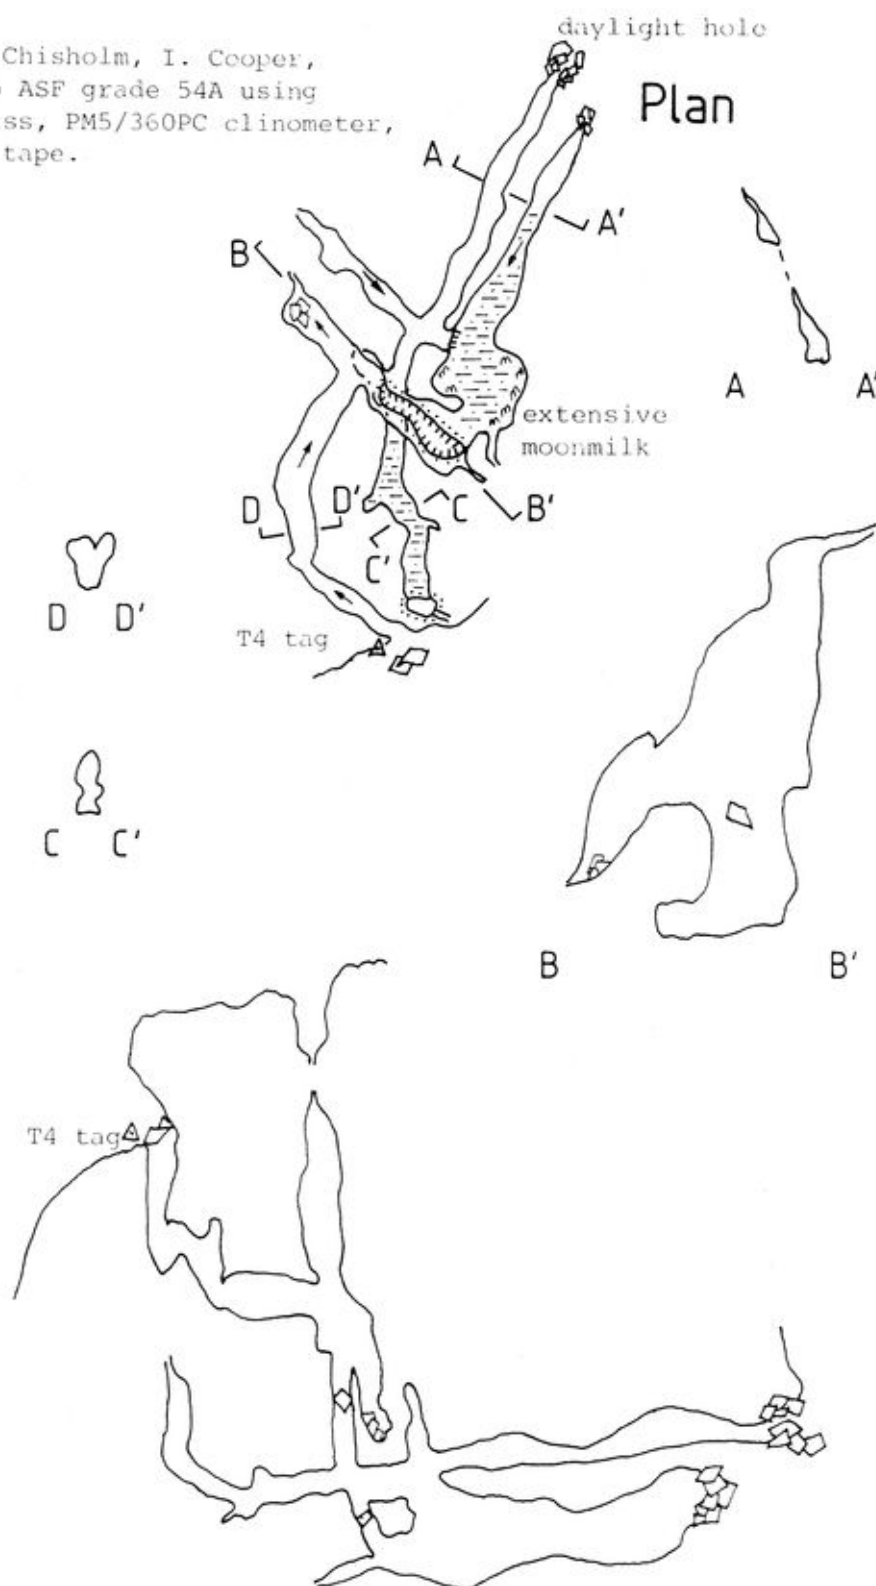 daylight hole
Chisholm, I. Cooper,
ASF grade 54A using
PM5/360PC clinometer,
tape.
Plan
A
A'
B
A
A'
extensive
moonmilk
D
D'
C
B'
C'
D D'
T4 tag
C C'
B
B'
T4 tag